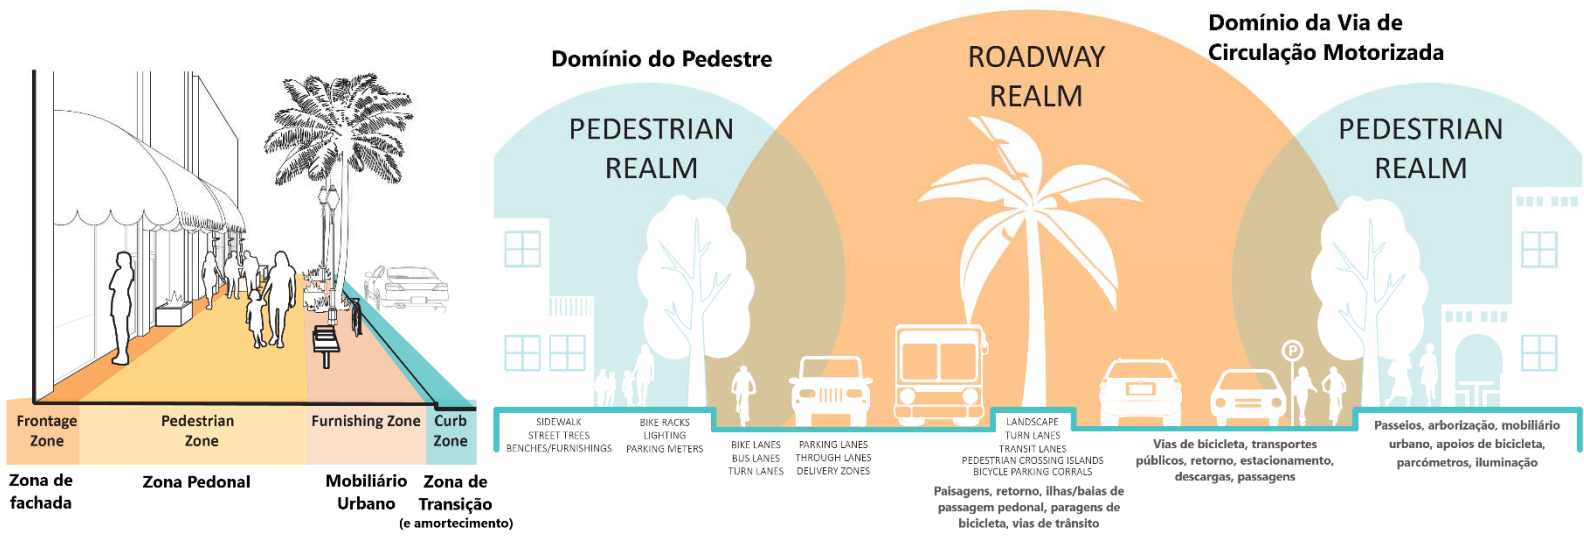 Frontage
Zone
Pedestrian
Zone
Furnishing Zone
Curb
Zone
Zona de
fachada
Zona Pedonal
Mobiliário
Urbano
Zona de
Transição
(e amortecimento)
Domínio do Pedestre
PEDESTRIAN
REALM
ROADWAY
REALM
Domínio da Via de
Circulação Motorizada
PEDESTRIAN
REALM
P
SIDEWALK
STREET TREES
BENCHES/FURNISHINGS
BIKE RACKS
LIGHTING
PARKING METERS
BIKE LANES
BUS LANES
TURN LANES
PARKING LANES
THROUGH LANES
DELIVERY ZONES
LANDSCAPE
TURN LANES
TRANSIT LANES
PEDESTRIAN CROSSING ISLANDS
BICYCLE PARKING CORRALS
Paisagens, retorno, ilhas/baias de
passagem pedonal, paragens de
bicicleta, vias de trânsito
Vias de bicicleta, transportes
públicos, retorno, estacionamento,
descargas, passagens
Passeios, arborização, mobiliário
urbano, apoios de bicicleta,
parcómetros, iluminação